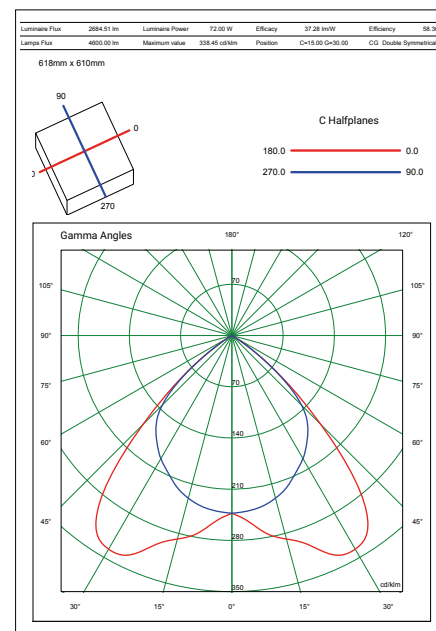 Luminaire Flux 2684.51 lm Luminaire Power 72.00 W Efficacy 37.28 lm/W Efficiency 58.3
Lamps Flux 4600.00 lm Maximum value 338.45 cd/klm Position C=15.00 G=30.00 CG Double Symmetrical
618mm x 610mm
90
0
270
C Halfplanes
180.0 0.0
270.0 90.0
Gamma Angles 180° 120°
70
105° 105°
90° 90°
70
75° 75°
140
60° 60°
210
45° 45°
280
cd/klm
350
30° 15° 0° 15° 30°